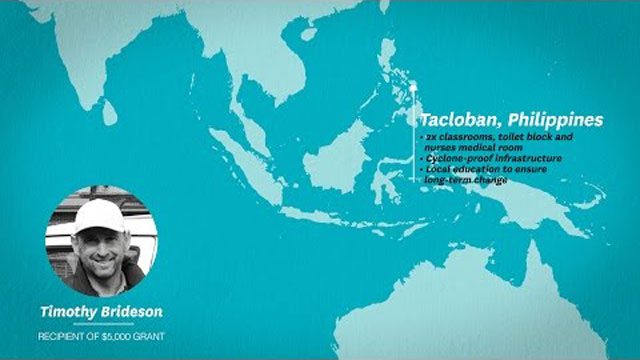 Tacloban, Philippines
• 2x classrooms, toilet block and
nurses medical room
• Cyclone-proof infrastructure
• Local education to ensure
long-term change
Timothy Brideson
RECIPIENT OF $5,000 GRANT